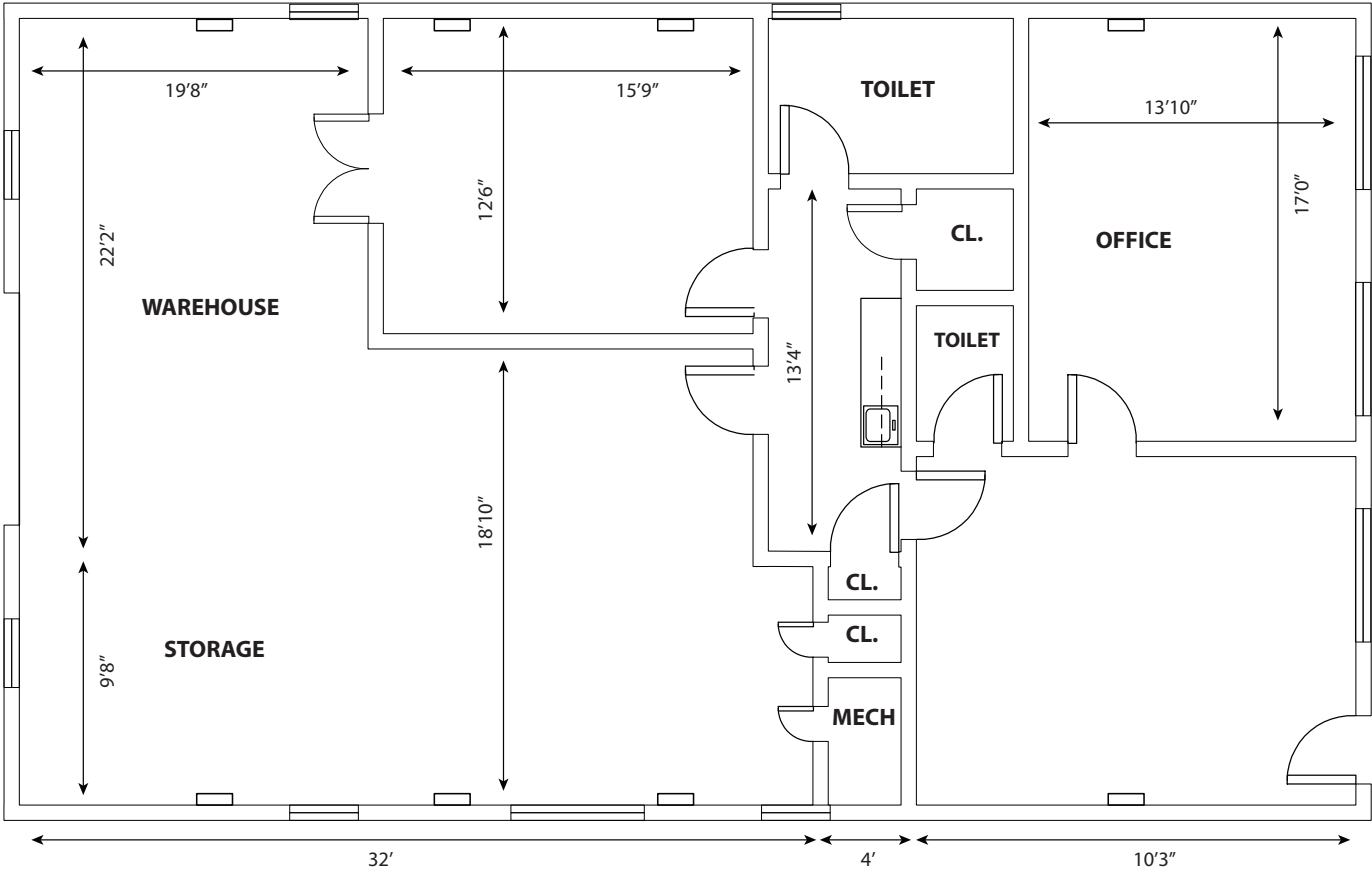 19’8”
15’9”
TOILET
13’10”
12’6”
17’0”
22’2”
CL.
OFFICE
WAREHOUSE
TOILET
13’4”
18’10”
CL.
CL.
STORAGE
9’8”
MECH
32’
4’
10’3”